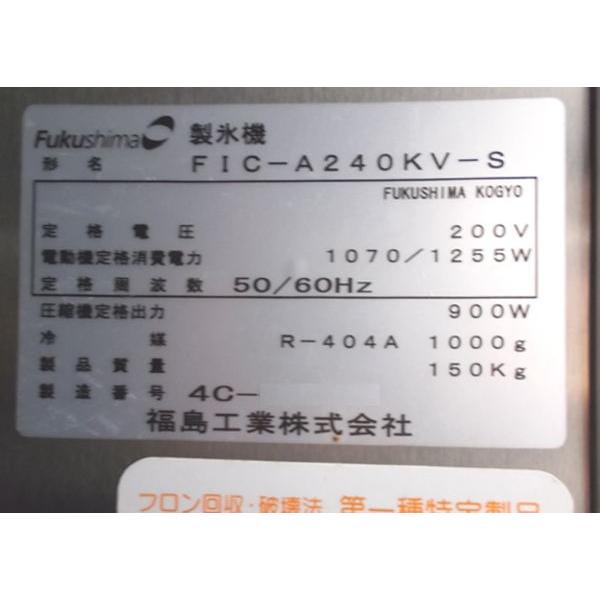 Fukushima 製氷機
形名 FIC-A240KV-S
FUKUSHIMA KOGYO
定格電圧 200V
電動機定格消費電力 1070/1255W
定格周波数 50/60Hz
圧縮機定格出力 900W
冷媒 R-404A 1000g
製品質量 150Kg
製造番号 4C-
福島工業株式会社
フロン回収・破壊法 第一種特定製品